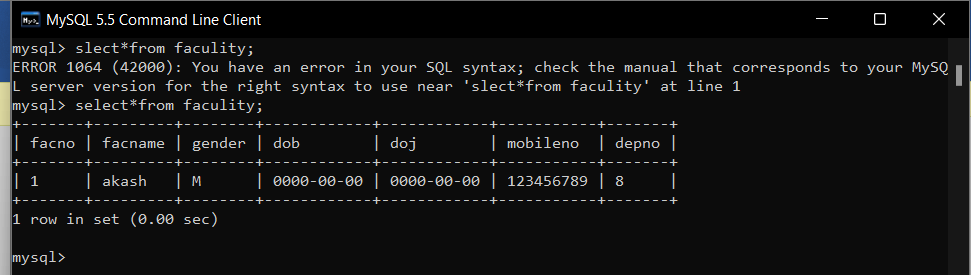 MySQL 5.5 Command Line Client
mysql> slect*from faculity;
ERROR 1064 (42000): You have an error in your SQL syntax; check the manual that corresponds to your MySQ
L server version for the right syntax to use near 'slect*from faculity' at line 1
mysql> select*from faculity;
+-------+---------+--------+------------+------------+-----------+-------+
| facno | facname | gender | dob        | doj        | mobileno  | depno |
+-------+---------+--------+------------+------------+-----------+-------+
| 1     | akash   | M      | 0000-00-00 | 0000-00-00 | 123456789 | 8     |
+-------+---------+--------+------------+------------+-----------+-------+
1 row in set (0.00 sec)
mysql>